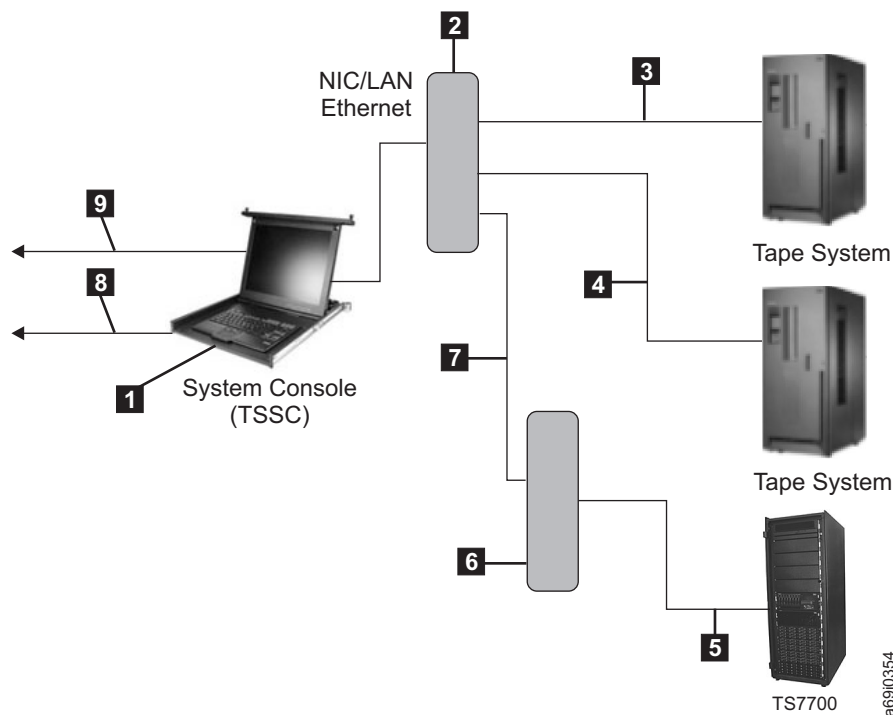 2
NIC/LAN
Ethernet
3
Tape System
9
8
4
1
System Console
(TSSC)
7
Tape System
6
5
TS7700
a69i0354